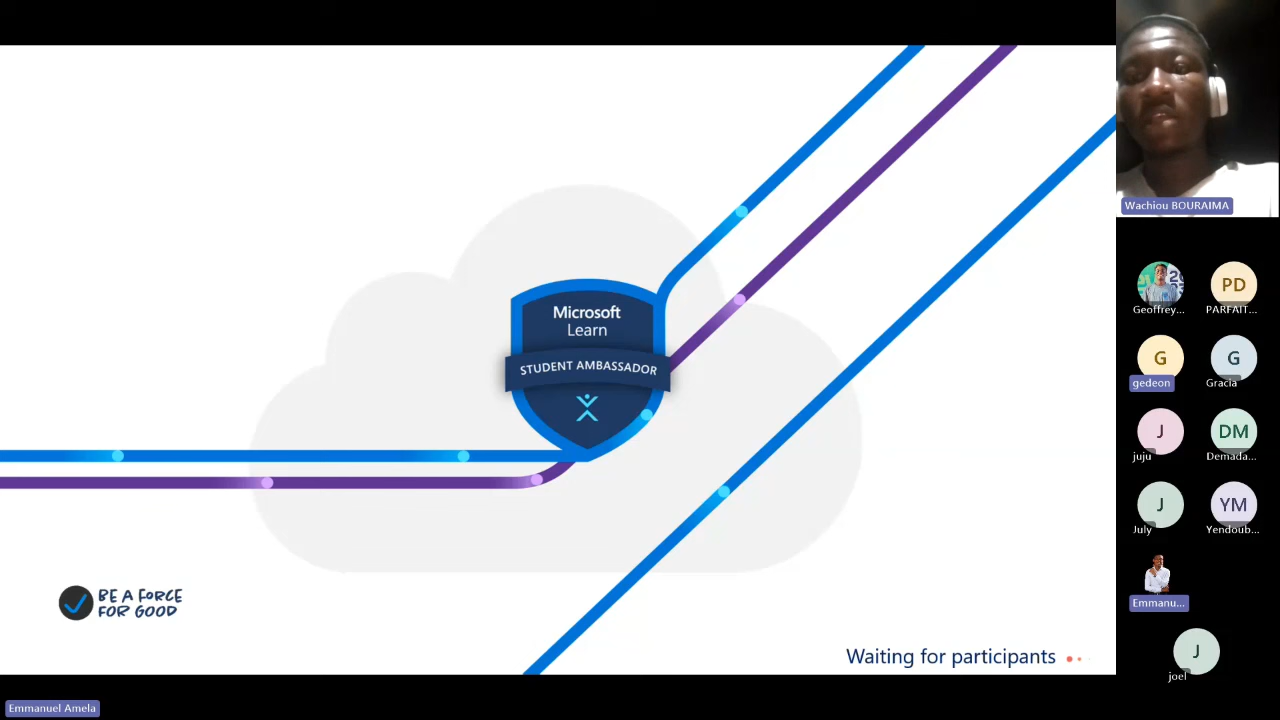 Microsoft
Learn
STUDENT AMBASSADOR
BE A FORCE
FOR GOOD
Waiting for participants
Emmanuel Amela
Wachiou BOURAIMA
Geoffrey...
PD
PARFAIT...
G
gedeon
G
Gracia
J
juju
DM
Demada...
J
July
YM
Yendoub...
Emmanu...
J
joel